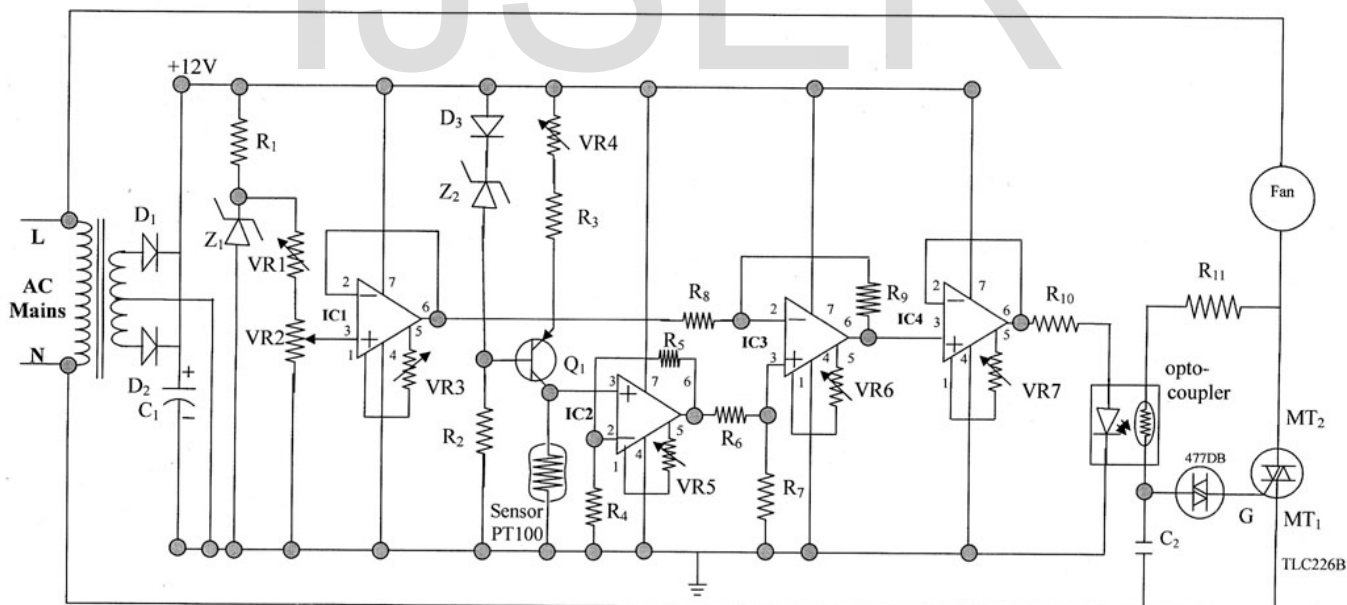 IJSER
+12V
L
AC
Mains
N
D1
D2
C1
+
−
R1
Z1
VR1
VR2
IC1
2
−
3
+
1
7
6
5
4
VR3
D3
Z2
R2
VR4
R3
Q1
Sensor
PT100
IC2
3
+
2
−
1
7
6
5
4
R5
R4
VR5
R6
R7
R8
IC3
2
−
3
+
1
7
6
4
5
R9
VR6
IC4
2
−
3
+
1
7
6
5
4
R10
VR7
opto-
coupler
Fan
R11
MT2
477DB
G
MT1
C2
TLC226B